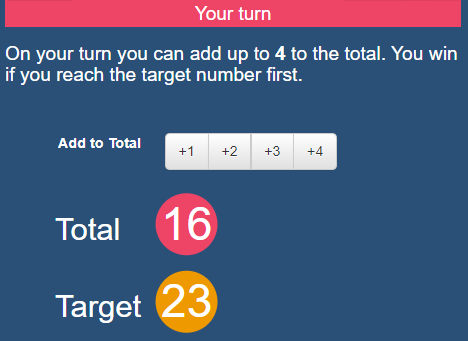 Your turn
On your turn you can add up to 4 to the total. You win
if you reach the target number first.
Add to Total +1 +2 +3 +4
Total 16
Target 23